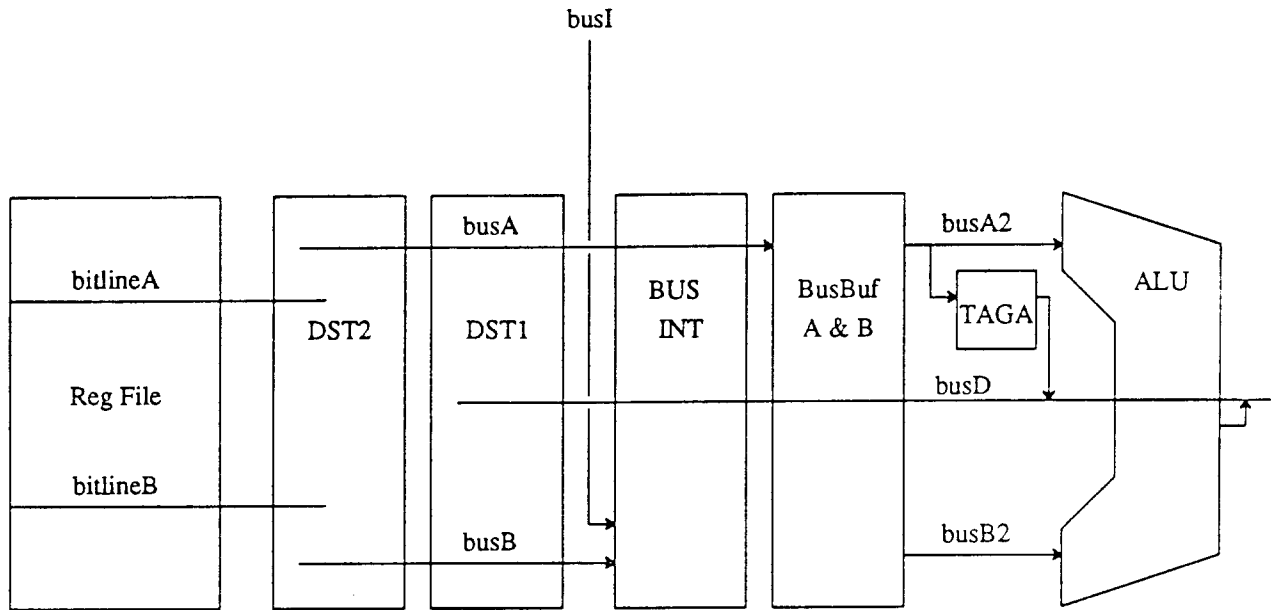 busI
busA
busA2
bitlineA
BUS
INT
BusBuf
A & B
ALU
TAGA
DST2
DST1
Reg File
busD
bitlineB
busB
busB2